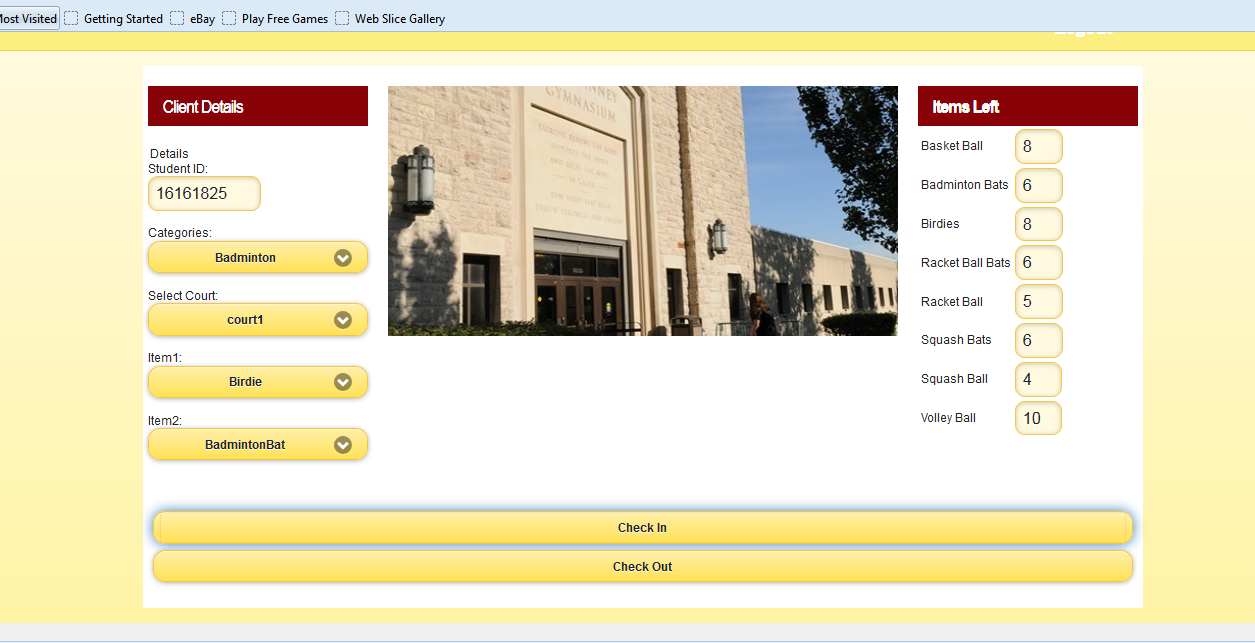 Most Visited Getting Started eBay Play Free Games Web Slice Gallery
Client Details
Details
Student ID:
16161825
Categories:
Badminton
Select Court:
court1
Item1:
Birdie
Item2:
BadmintonBat
GYMNASIUM
Items Left
Basket Ball 8
Badminton Bats 6
Birdies 8
Racket Ball Bats 6
Racket Ball 5
Squash Bats 6
Squash Ball 4
Volley Ball 10
Check In
Check Out